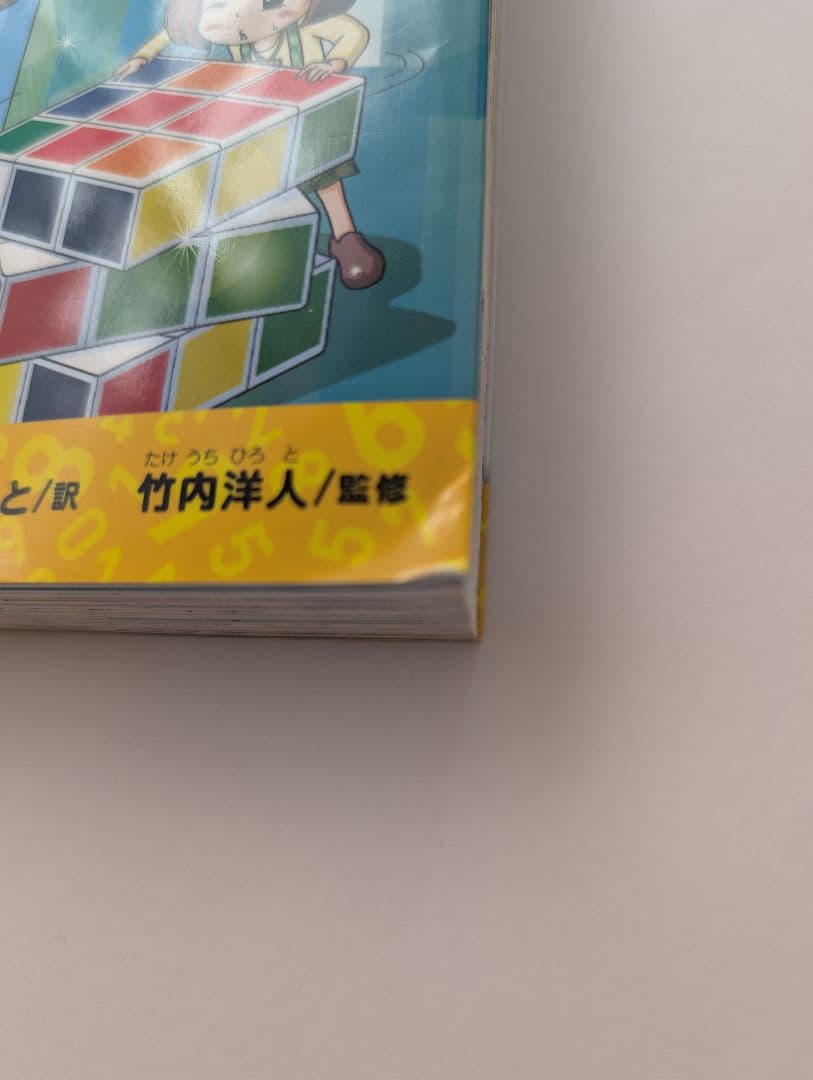 たけ うち ひろ と
と/訳 竹内洋人/監修